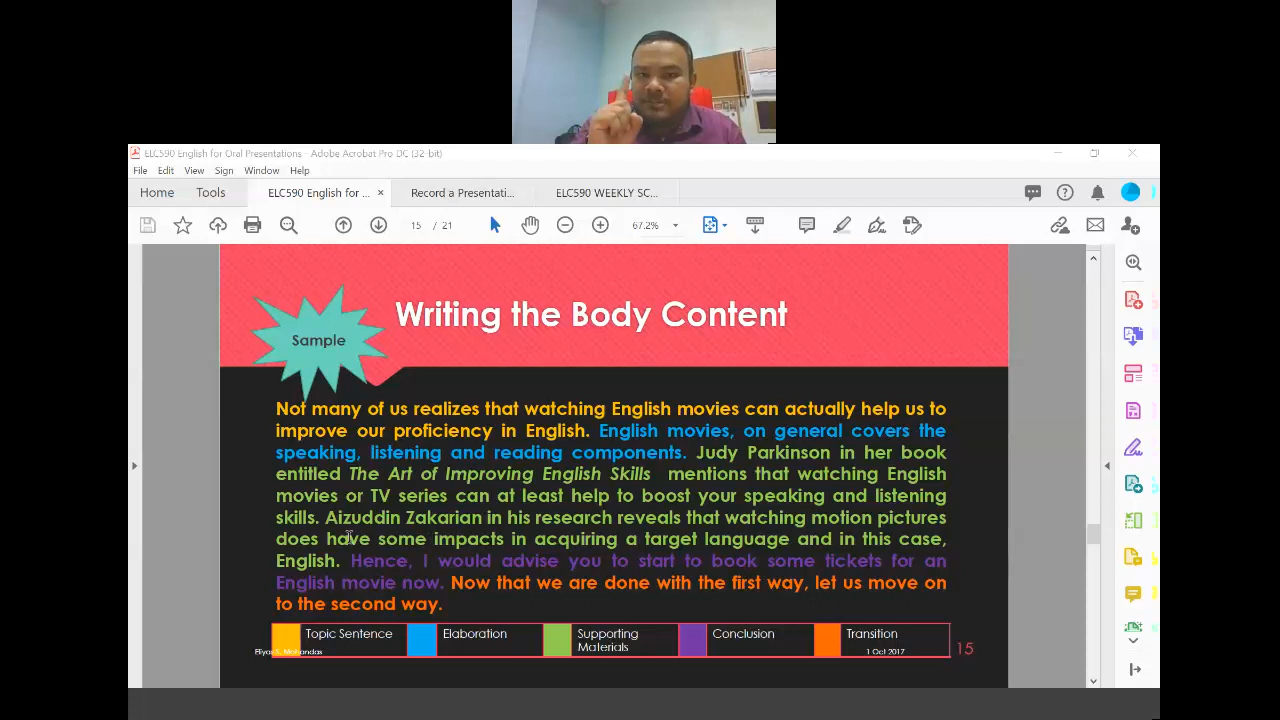 ELC590 English for Oral Presentations - Adobe Acrobat Pro DC (32-bit)
File Edit View Sign Window Help
Home Tools ELC590 English for ... × Record a Presentati... ELC590 WEEKLY SC...
15 / 21 67.2%
Sample
Writing the Body Content
Not many of us realizes that watching English movies can actually help us to
improve our proficiency in English. English movies, on general covers the
speaking, listening and reading components. Judy Parkinson in her book
entitled The Art of Improving English Skills mentions that watching English
movies or TV series can at least help to boost your speaking and listening
skills. Aizuddin Zakarian in his research reveals that watching motion pictures
does have some impacts in acquiring a target language and in this case,
English. Hence, I would advise you to start to book some tickets for an
English movie now. Now that we are done with the first way, let us move on
to the second way.
Topic Sentence Elaboration Supporting Conclusion Transition
Materials
1 Oct 2017 15